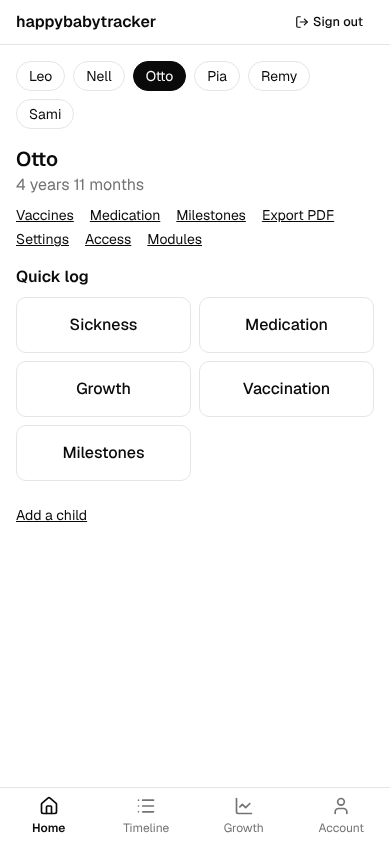 happybabytracker Sign out
Leo Nell Otto Pia Remy
Sami
Otto
4 years 11 months
Vaccines Medication Milestones Export PDF
Settings Access Modules
Quick log
Sickness Medication
Growth Vaccination
Milestones
Add a child
Home Timeline Growth Account